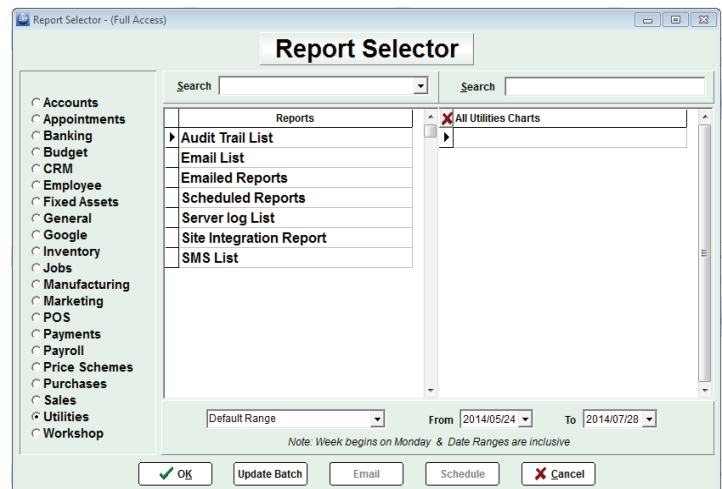 Report Selector - (Full Access)
Report Selector
Search
Search
Accounts
Appointments
Banking
Budget
CRM
Employee
Fixed Assets
General
Google
Inventory
Jobs
Manufacturing
Marketing
POS
Payments
Payroll
Price Schemes
Purchases
Sales
Utilities
Workshop
Reports
Audit Trail List
Email List
Emailed Reports
Scheduled Reports
Server log List
Site Integration Report
SMS List
All Utilities Charts
Default Range From 2014/05/24 To 2014/07/28
Note: Week begins on Monday & Date Ranges are inclusive
OK Update Batch Email Schedule Cancel